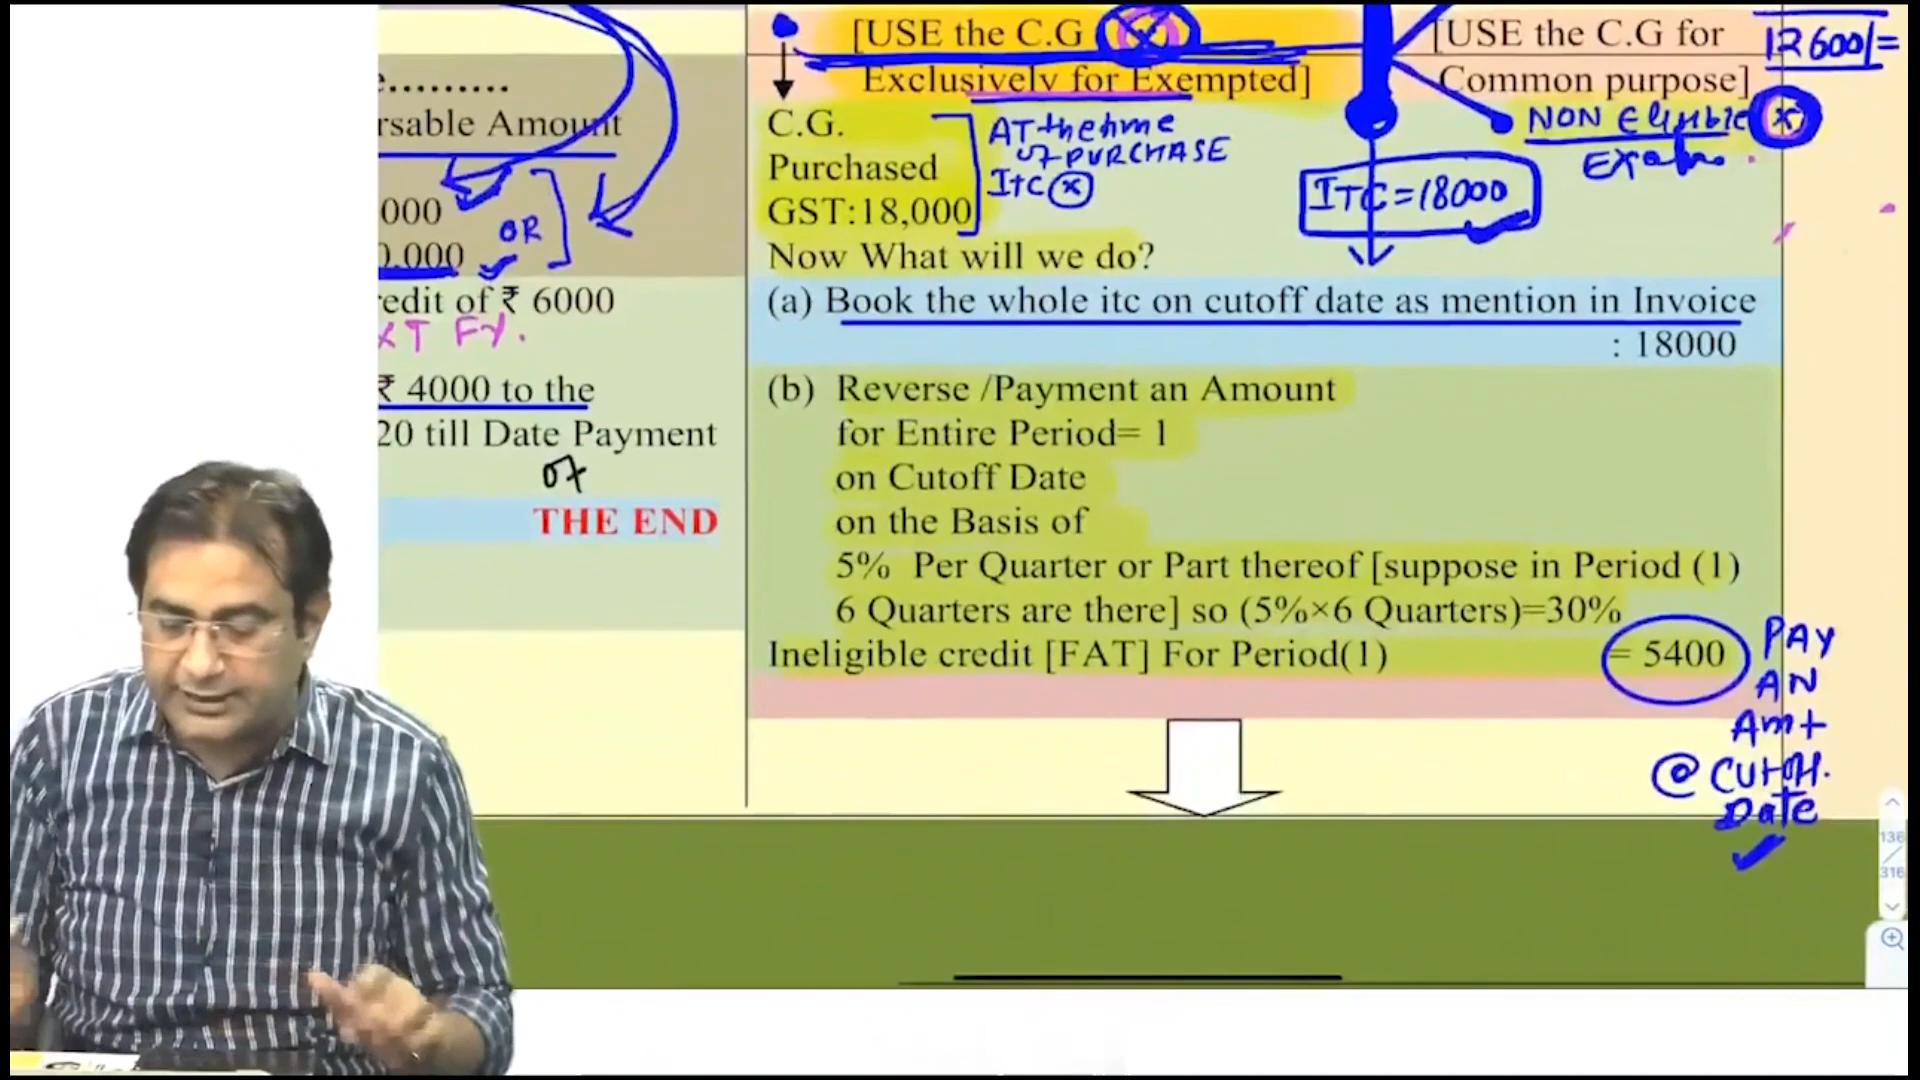 e.........
rsable Amount
000
OR
0.000
redit of ₹ 6000
XT FY.
₹ 4000 to the
20 till Date Payment
of
THE END
[USE the C.G
Exclusively for Exempted]
[USE the C.G for
Common purpose]
12600/=
NON Eligible
C.G.
Purchased
GST:18,000
AT the time
of PURCHASE
ITC
ITC=18000
Now What will we do?
(a) Book the whole itc on cutoff date as mention in Invoice
: 18000
(b) Reverse /Payment an Amount
for Entire Period= 1
on Cutoff Date
on the Basis of
5% Per Quarter or Part thereof [suppose in Period (1)
6 Quarters are there] so (5%×6 Quarters)=30%
Ineligible credit [FAT] For Period(1) = 5400
PAY
AN
Amt
@ CUTOFF.
Date
136
/
316